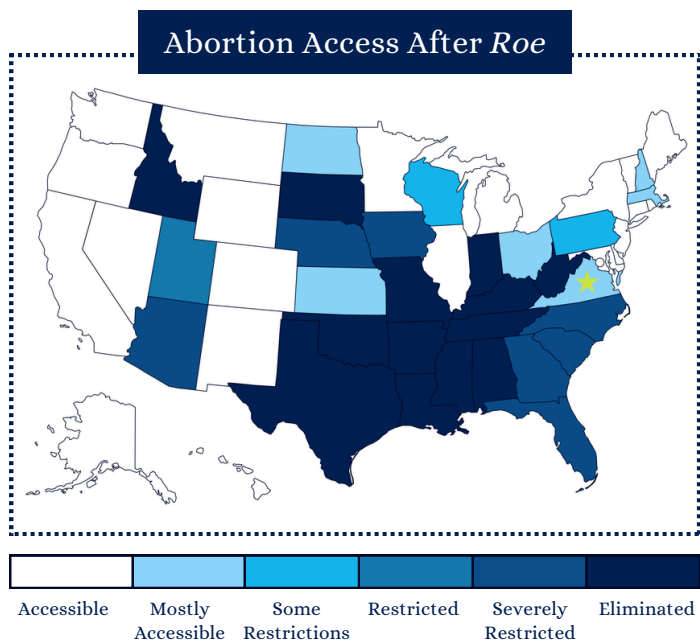 Abortion Access After Roe
Accessible
Mostly
Accessible
Some
Restrictions
Restricted
Severely
Restricted
Eliminated